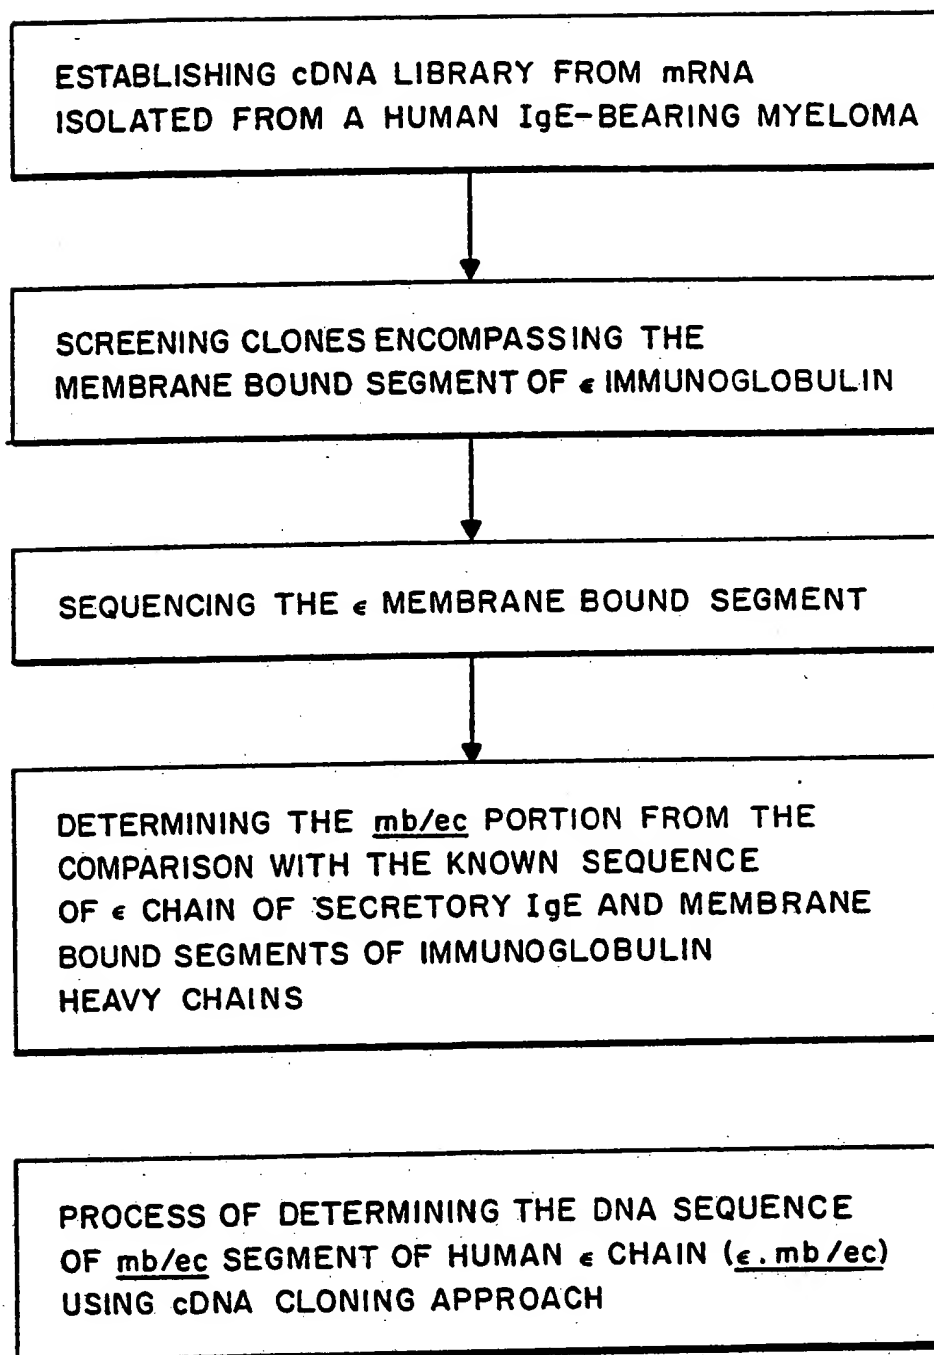 ESTABLISHING cDNA LIBRARY FROM mRNA
ISOLATED FROM A HUMAN IgE-BEARING MYELOMA
SCREENING CLONES ENCOMPASSING THE
MEMBRANE BOUND SEGMENT OF ϵ IMMUNOGLOBULIN
SEQUENCING THE ϵ MEMBRANE BOUND SEGMENT
DETERMINING THE mb/ec PORTION FROM THE
COMPARISON WITH THE KNOWN SEQUENCE
OF ϵ CHAIN OF SECRETORY IgE AND MEMBRANE
BOUND SEGMENTS OF IMMUNOGLOBULIN
HEAVY CHAINS
PROCESS OF DETERMINING THE DNA SEQUENCE
OF mb/ec SEGMENT OF HUMAN ϵ CHAIN (ϵ.mb/ec)
USING cDNA CLONING APPROACH